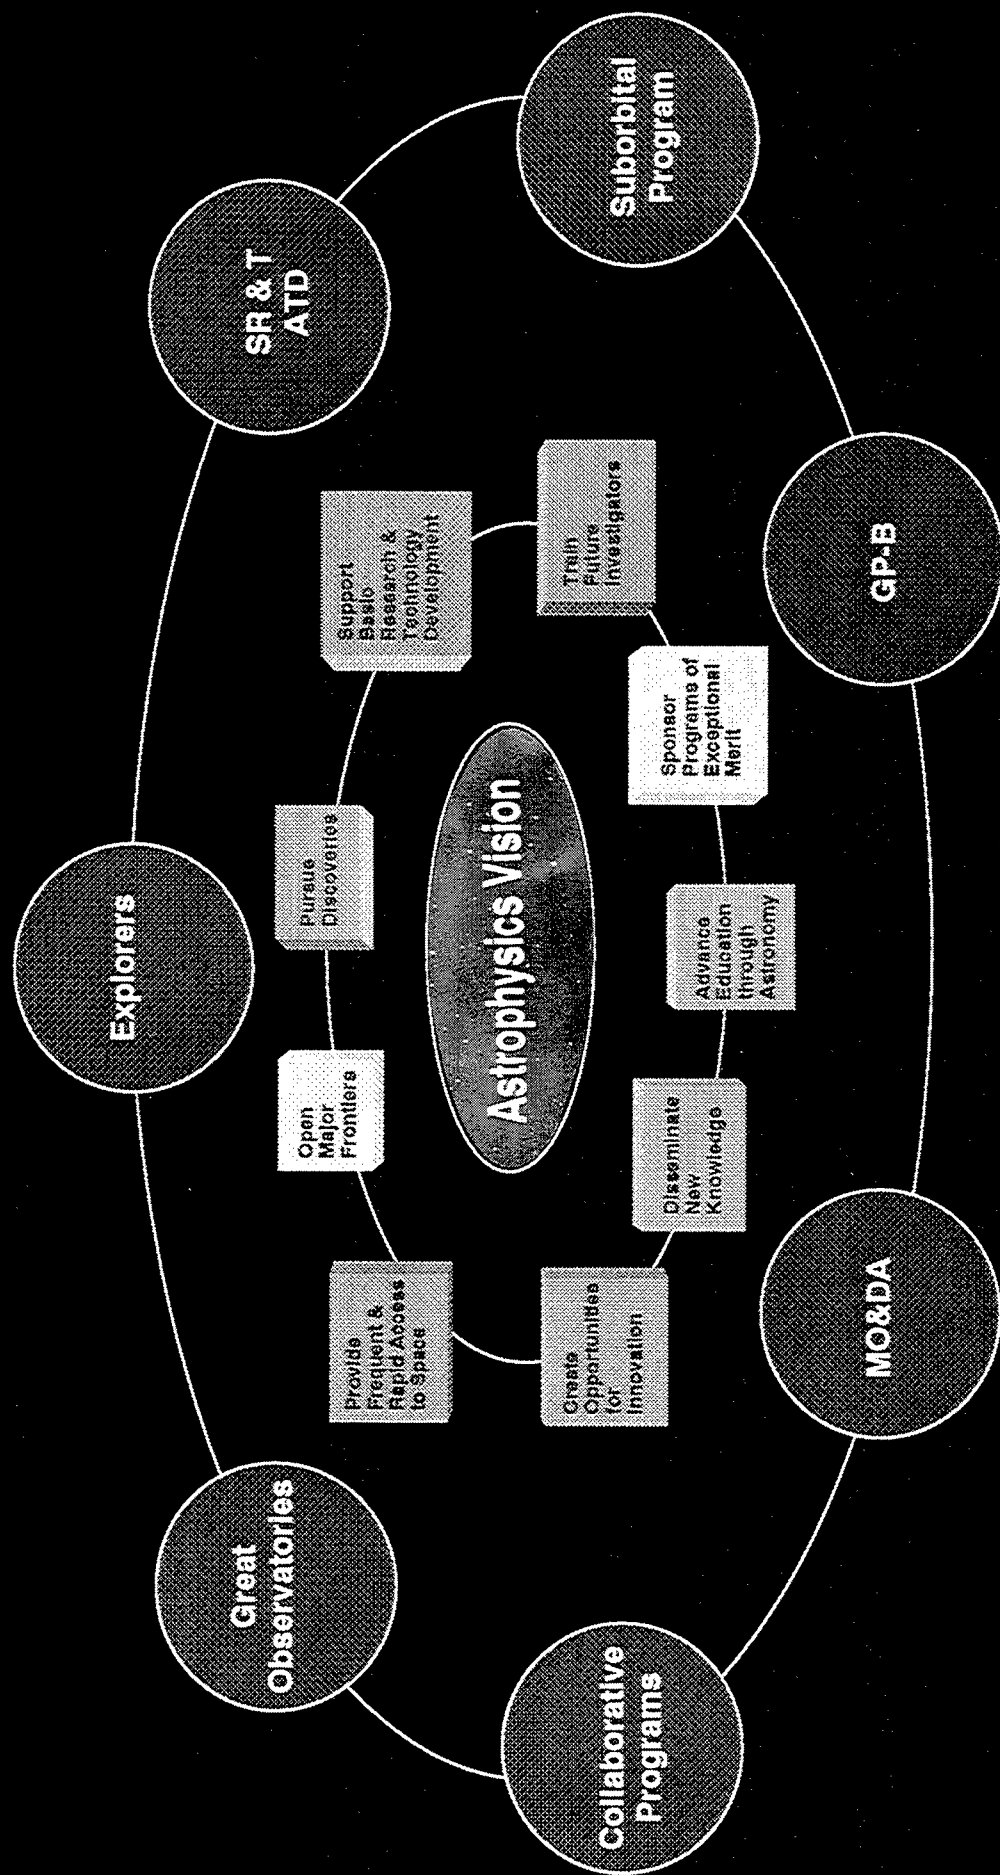 Explorers
Great
Observatories
SR & T
ATD
Collaborative
Programs
Suborbital
Program
MO&DA
GP-B
Astrophysics Vision
Open
Major
Frontiers
Pursue
Discoveries
Support
Basic
Research &
Technology
Development
Train
Future
Investigators
Sponsor
Programs of
Exceptional
Merit
Advance
Education
through
Astronomy
Disseminate
New
Knowledge
Create
Opportunities
for
Innovation
Provide
Frequent &
Rapid Access
to Space